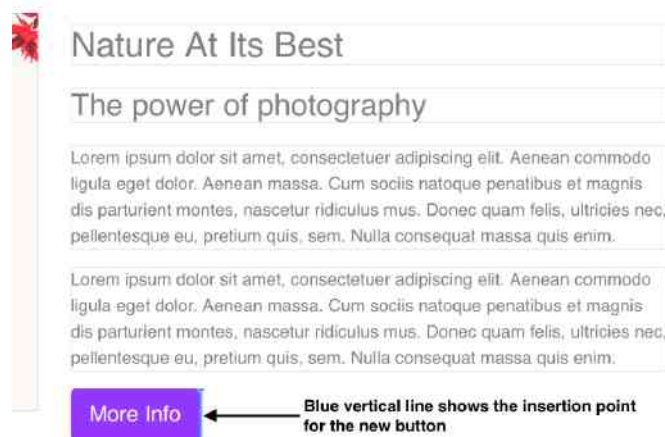 Nature At Its Best
The power of photography
Lorem ipsum dolor sit amet, consectetuer adipiscing elit. Aenean commodo
ligula eget dolor. Aenean massa. Cum sociis natoque penatibus et magnis
dis parturient montes, nascetur ridiculus mus. Donec quam felis, ultricies nec,
pellentesque eu, pretium quis, sem. Nulla consequat massa quis enim.
Lorem ipsum dolor sit amet, consectetuer adipiscing elit. Aenean commodo
ligula eget dolor. Aenean massa. Cum sociis natoque penatibus et magnis
dis parturient montes, nascetur ridiculus mus. Donec quam felis, ultricies nec,
pellentesque eu, pretium quis, sem. Nulla consequat massa quis enim.
More Info
Blue vertical line shows the insertion point
for the new button